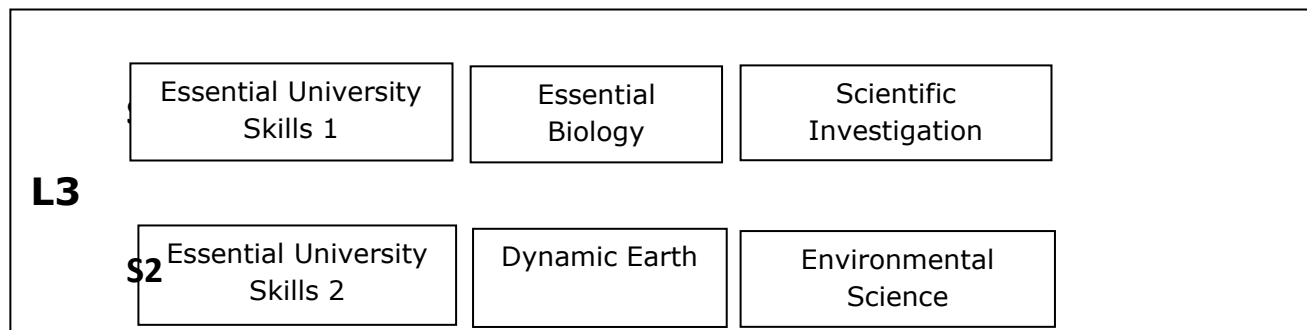 Essential University
Skills 1
Essential
Biology
Scientific
Investigation
L3
S2
Essential University
Skills 2
Dynamic Earth
Environmental
Science